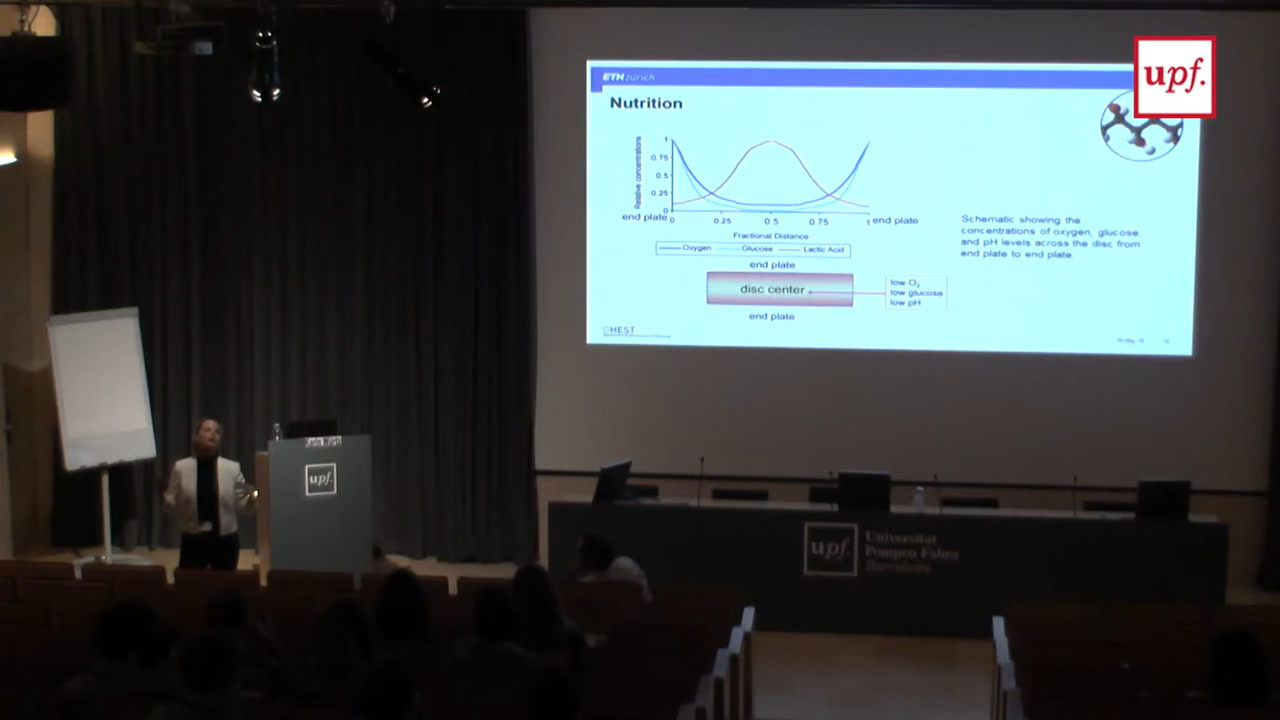 ETH zürich
upf.
Nutrition
Relative concentrations
1
0.75
0.5
0.25
0
end plate
0
0.25
0.5
0.75
1
end plate
Fractional Distance
Oxygen
Glucose
Lactic Acid
end plate
disc center
low O₂
low glucose
low pH
end plate
Schematic showing the
concentrations of oxygen, glucose,
and pH levels across the disc from
end plate to end plate.
DHEST
Karin Würtz
upf.
upf.
Universitat
Pompeu Fabra
Barcelona